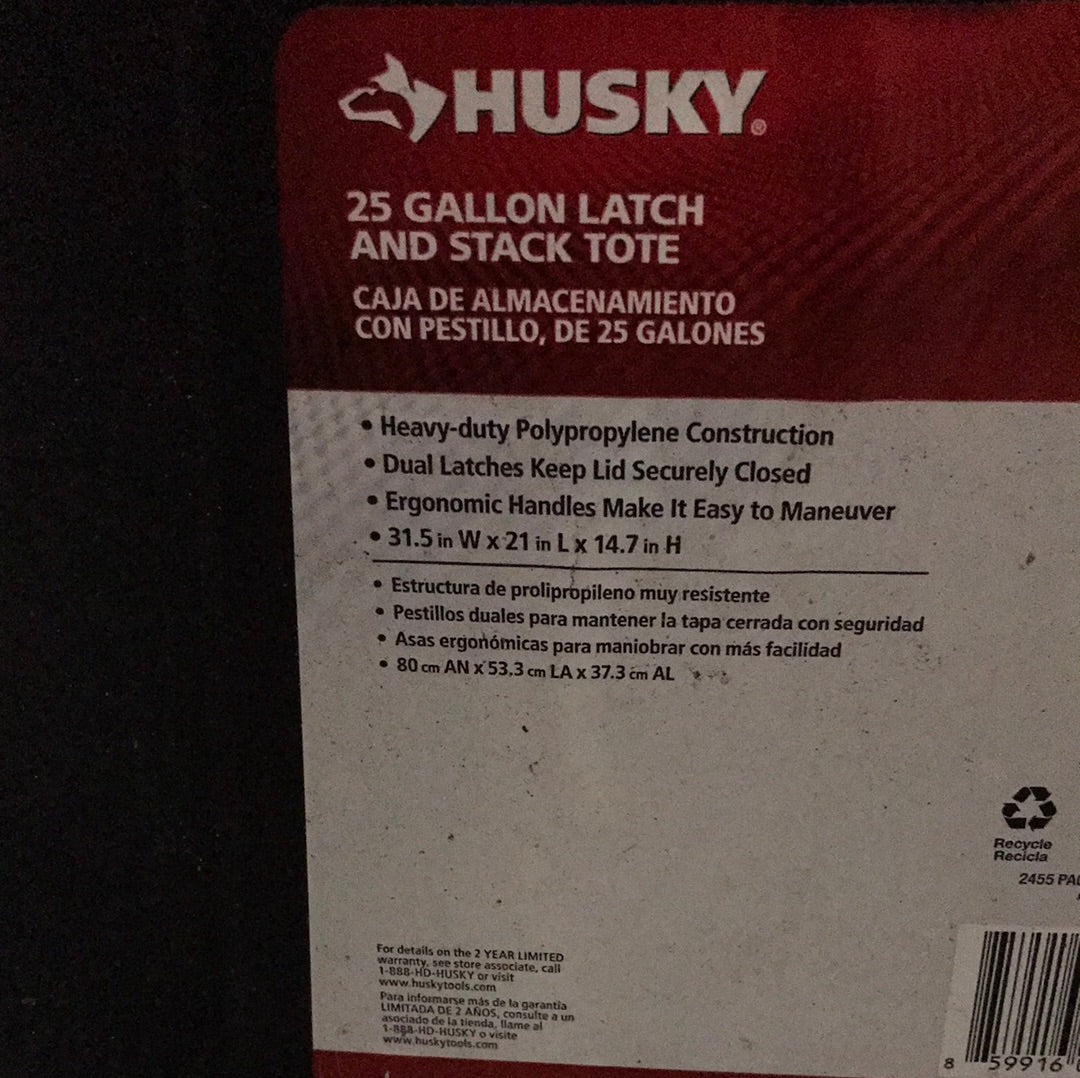 HUSKY®
25 GALLON LATCH
AND STACK TOTE
CAJA DE ALMACENAMIENTO
CON PESTILLO, DE 25 GALONES
• Heavy-duty Polypropylene Construction
• Dual Latches Keep Lid Securely Closed
• Ergonomic Handles Make It Easy to Maneuver
• 31.5 in W x 21 in L x 14.7 in H
• Estructura de prolipropileno muy resistente
• Pestillos duales para mantener la tapa cerrada con seguridad
• Asas ergonómicas para maniobrar con más facilidad
• 80 cm AN x 53.3 cm LA x 37.3 cm AL
Recycle
Recicla
2455
For details on the 2 YEAR LIMITED
warranty, see store associate, call
1-888-HD-HUSKY or visit
www.huskytools.com
Para informarse más de la garantía
LIMITADA DE 2 AÑOS, consulte a un
asociado de la tienda, llame al
1-888-HD-HUSKY o visite
www.huskytools.com
8 59916